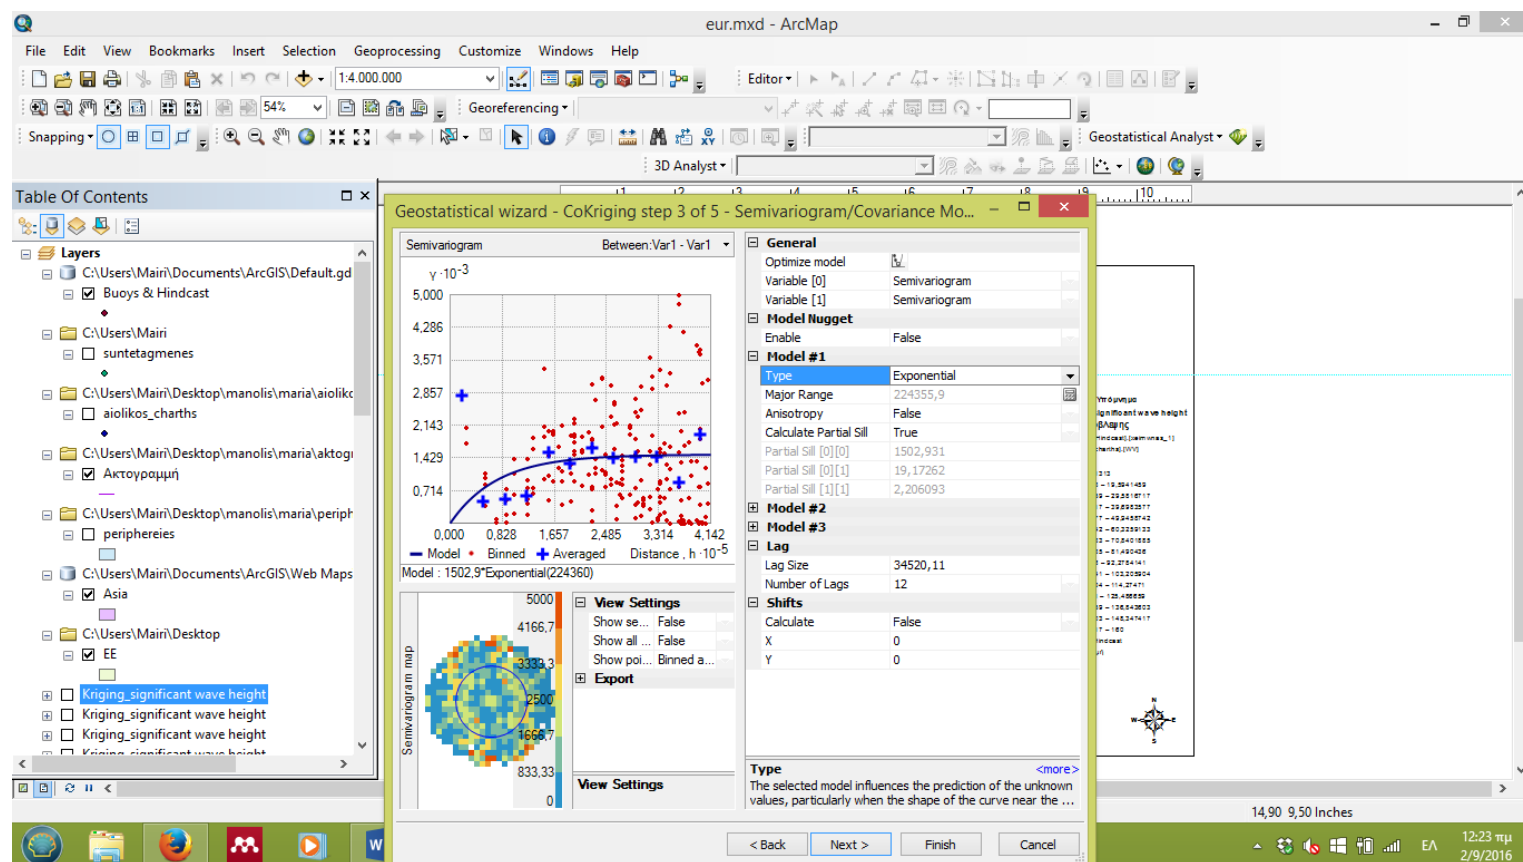 eur.mxd - ArcMap
File Edit View Bookmarks Insert Selection Geoprocessing Customize Windows Help
1:4.000.000
Editor
54%
Georeferencing
Snapping
Geostatistical Analyst
3D Analyst
Table Of Contents
Layers
C:\Users\Mairi\Documents\ArcGIS\Default.gd
Buoys & Hindcast
C:\Users\Mairi
suntetagmenes
C:\Users\Mairi\Desktop\manolis\maria\aiolikc
aiolikos_charths
C:\Users\Mairi\Desktop\manolis\maria\aktog
Ακτογραμμή
C:\Users\Mairi\Desktop\manolis\maria\periph
periphereies
C:\Users\Mairi\Documents\ArcGIS\Web Maps
Asia
C:\Users\Mairi\Desktop
EE
Kriging_significant wave height
Kriging_significant wave height
Kriging_significant wave height
Kriging_significant wave height
Geostatistical wizard - CoKriging step 3 of 5 - Semivariogram/Covariance Mo...
Semivariogram Between:Var1 - Var1
γ ·10⁻³
5,000
4,286
3,571
2,857
2,143
1,429
0,714
0,000 0,828 1,657 2,485 3,314 4,142
Model Binned Averaged Distance , h ·10⁻⁵
Model : 1502,9*Exponential(224360)
Semivariogram map
5000
4166,7
3333,3
2500
1666,7
833,33
0
View Settings
Show se... False
Show all ... False
Show poi... Binned a...
Export
View Settings
General
Optimize model
Variable [0] Semivariogram
Variable [1] Semivariogram
Model Nugget
Enable False
Model #1
Type Exponential
Major Range 224355,9
Anisotropy False
Calculate Partial Sill True
Partial Sill [0][0] 1502,931
Partial Sill [0][1] 19,17262
Partial Sill [1][1] 2,206093
Model #2
Model #3
Lag
Lag Size 34520,11
Number of Lags 12
Shifts
Calculate False
X 0
Y 0
Type <more>
The selected model influences the prediction of the unknown
values, particularly when the shape of the curve near the ...
< Back Next > Finish Cancel
Υπόμνημα
significant wave height
N
W E
S
14,90 9,50 Inches
ΕΛ
12:23 πμ
2/9/2016